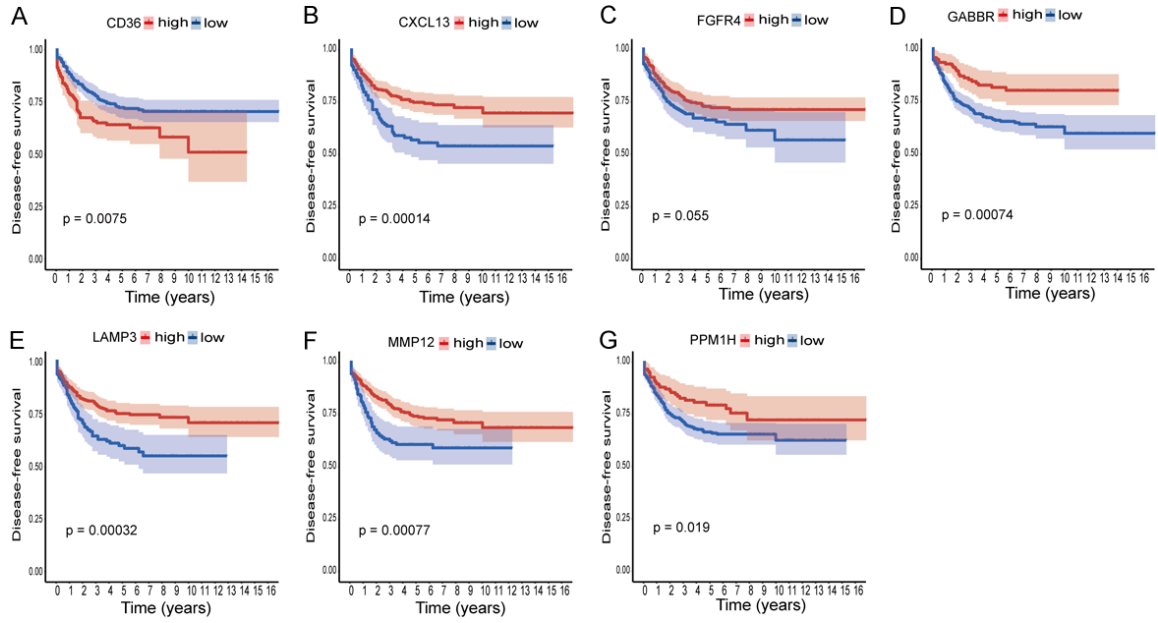 A
CD36 high low
Disease-free survival
1.00
0.75
0.50
0.25
0.00
p = 0.0075
0 1 2 3 4 5 6 7 8 9 10 11 12 13 14 15 16
Time (years)
B
CXCL13 high low
Disease-free survival
1.00
0.75
0.50
0.25
0.00
p = 0.00014
0 1 2 3 4 5 6 7 8 9 10 11 12 13 14 15 16
Time (years)
C
FGFR4 high low
Disease-free survival
1.00
0.75
0.50
0.25
0.00
p = 0.055
0 1 2 3 4 5 6 7 8 9 10 11 12 13 14 15 16
Time (years)
D
GABBR high low
Disease-free survival
1.00
0.75
0.50
0.25
0.00
p = 0.00074
0 1 2 3 4 5 6 7 8 9 10 11 12 13 14 15 16
Time (years)
E
LAMP3 high low
Disease-free survival
1.00
0.75
0.50
0.25
0.00
p = 0.00032
0 1 2 3 4 5 6 7 8 9 10 11 12 13 14 15 16
Time (years)
F
MMP12 high low
Disease-free survival
1.00
0.75
0.50
0.25
0.00
p = 0.00077
0 1 2 3 4 5 6 7 8 9 10 11 12 13 14 15 16
Time (years)
G
PPM1H high low
Disease-free survival
1.00
0.75
0.50
0.25
0.00
p = 0.019
0 1 2 3 4 5 6 7 8 9 10 11 12 13 14 15 16
Time (years)